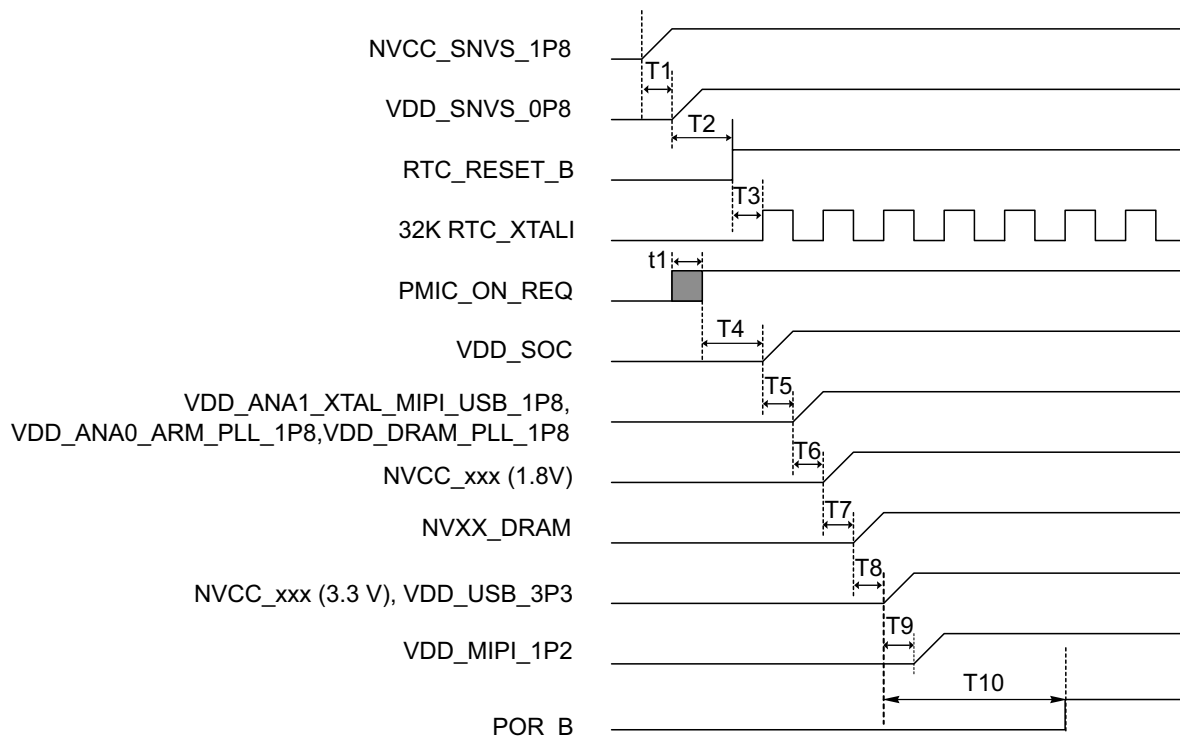 NVCC_SNVS_1P8
T1
VDD_SNVS_0P8
T2
RTC_RESET_B
T3
32K RTC_XTALI
t1
PMIC_ON_REQ
T4
VDD_SOC
T5
VDD_ANA1_XTAL_MIPI_USB_1P8,
VDD_ANA0_ARM_PLL_1P8,VDD_DRAM_PLL_1P8
T6
NVCC_xxx (1.8V)
T7
NVXX_DRAM
T8
NVCC_xxx (3.3 V), VDD_USB_3P3
T9
VDD_MIPI_1P2
T10
POR_B